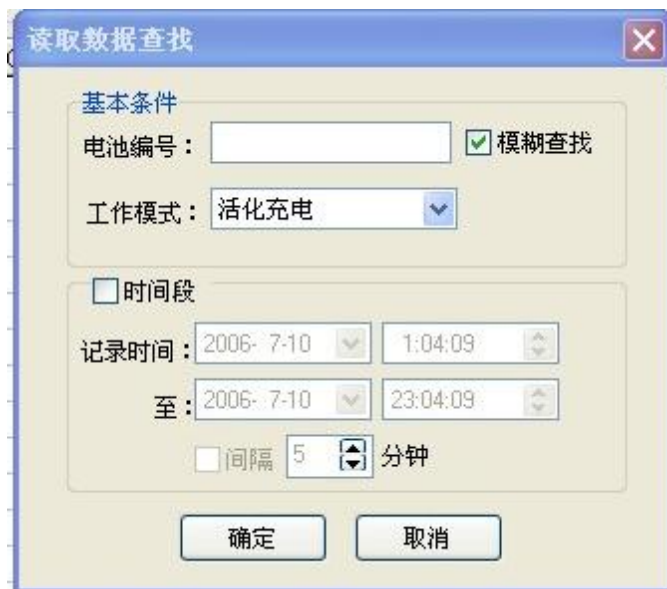 读取数据查找
基本条件
电池编号： 模糊查找
工作模式： 活化充电
时间段
记录时间： 2006- 7-10 1:04:09
至： 2006- 7-10 23:04:09
间隔 5 分钟
确定 取消